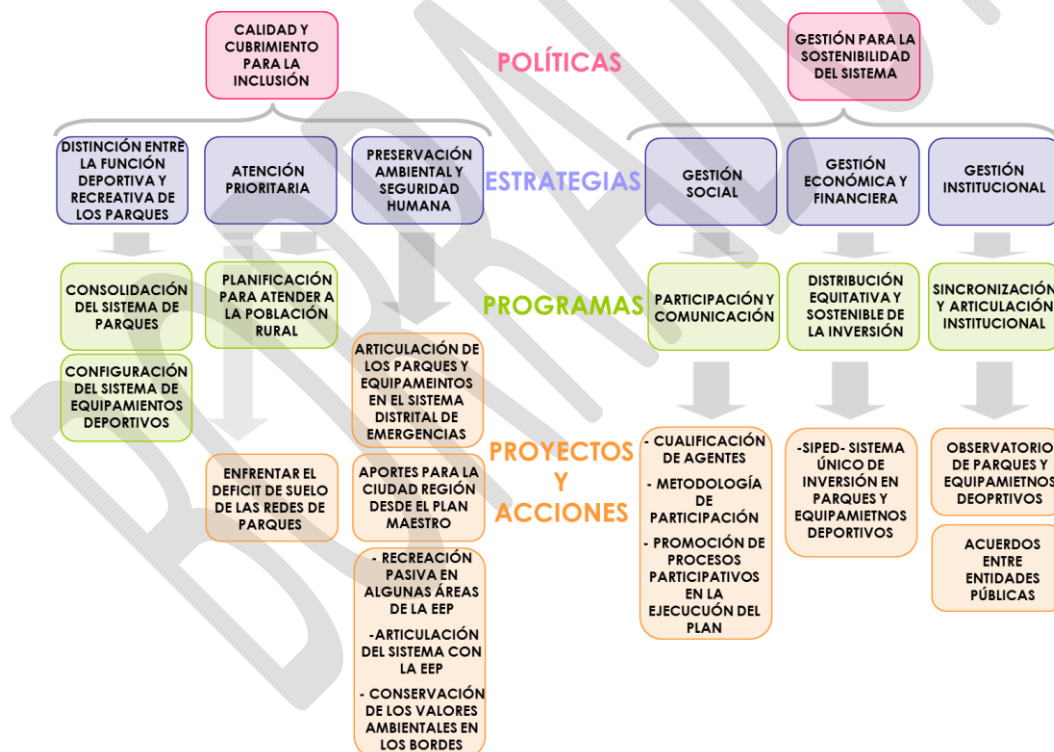 CALIDAD Y
CUBRIMIENTO
PARA LA
INCLUSIÓN
POLÍTICAS
GESTIÓN PARA LA
SOSTENIBILIDAD
DEL SISTEMA
DISTINCIÓN ENTRE
LA FUNCIÓN
DEPORTIVA Y
RECREATIVA DE
LOS PARQUES
ATENCIÓN
PRIORITARIA
PRESERVACIÓN
AMBIENTAL Y
SEGURIDAD
HUMANA
ESTRATEGIAS
GESTIÓN
SOCIAL
GESTIÓN
ECONÓMICA Y
FINANCIERA
GESTIÓN
INSTITUCIONAL
CONSOLIDACIÓN
DEL SISTEMA DE
PARQUES
PLANIFICACIÓN
PARA ATENDER A
LA POBLACIÓN
RURAL
PROGRAMAS
PARTICIPACIÓN Y
COMUNICACIÓN
DISTRIBUCIÓN
EQUITATIVA Y
SOSTENIBLE DE
LA INVERSIÓN
SINCRONIZACIÓN
Y ARTICULACIÓN
INSTITUCIONAL
CONFIGURACIÓN
DEL SISTEMA DE
EQUIPAMIENTOS
DEPORTIVOS
ARTICULACIÓN DE
LOS PARQUES Y
EQUIPAMEINTOS
EN EL SISTEMA
DISTRITAL DE
EMERGENCIAS
ENFRENTAR EL
DEFICIT DE SUELO
DE LAS REDES DE
PARQUES
APORTES PARA LA
CIUDAD REGIÓN
DESDE EL PLAN
MAESTRO
- RECREACIÓN
PASIVA EN
ALGUNAS ÁREAS
DE LA EEP
-ARTICULACIÓN
DEL SISTEMA CON
LA EEP
- CONSERVACIÓN
DE LOS VALORES
AMBIENTALES EN
LOS BORDES
PROYECTOS
Y
ACCIONES
- CUALIFICACIÓN
DE AGENTES
- METODOLOGÍA
DE
PARTICIPACIÓN
- PROMOCIÓN DE
PROCESOS
PARTICIPATIVOS
EN LA
EJECUCUÓN DEL
PLAN
-SIPED- SISTEMA
ÚNICO DE
INVERSIÓN EN
PARQUES Y
EQUIPAMIETNOS
DEPORTIVOS
OBSERVATORIO
DE PARQUES Y
EQUIPAMIETNOS
DEOPRTIVOS
ACUERDOS
ENTRE
ENTIDADES
PÚBLICAS